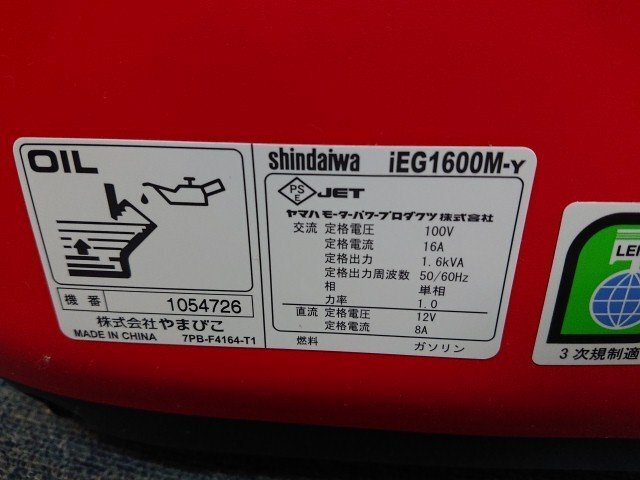 OIL
機番 1054726
株式会社やまびこ
MADE IN CHINA 7PB-F4164-T1
shindaiwa iEG1600M-Y
PSE JET
ヤマハモーターパワープロダクツ株式会社
交流 定格電圧 100V
定格電流 16A
定格出力 1.6kVA
定格出力周波数 50/60Hz
相 単相
力率 1.0
直流 定格電圧 12V
定格電流 8A
燃料 ガソリン
3次規制適